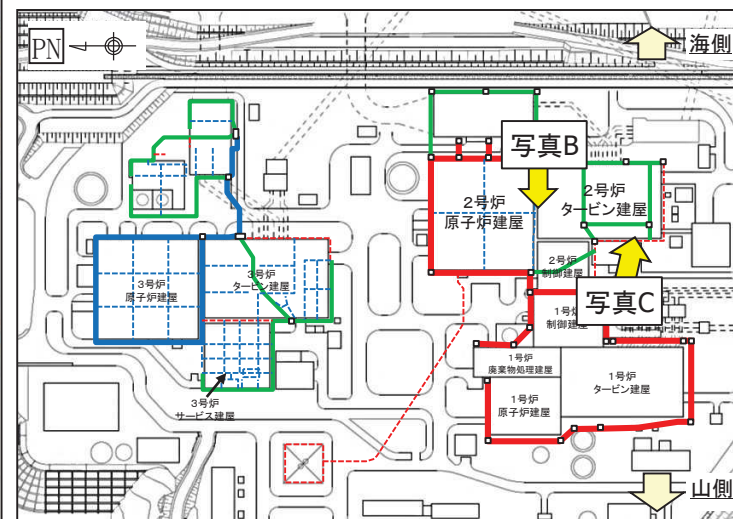 PN
海側
写真B
2号炉
原子炉建屋
2号炉
タービン建屋
2号炉
制御建屋
3号炉
原子炉建屋
3号炉
タービン建屋
写真C
1号炉
制御建屋
1号炉
廃棄物処理建屋
1号炉
タービン建屋
1号炉
原子炉建屋
3号炉
サービス建屋
山側